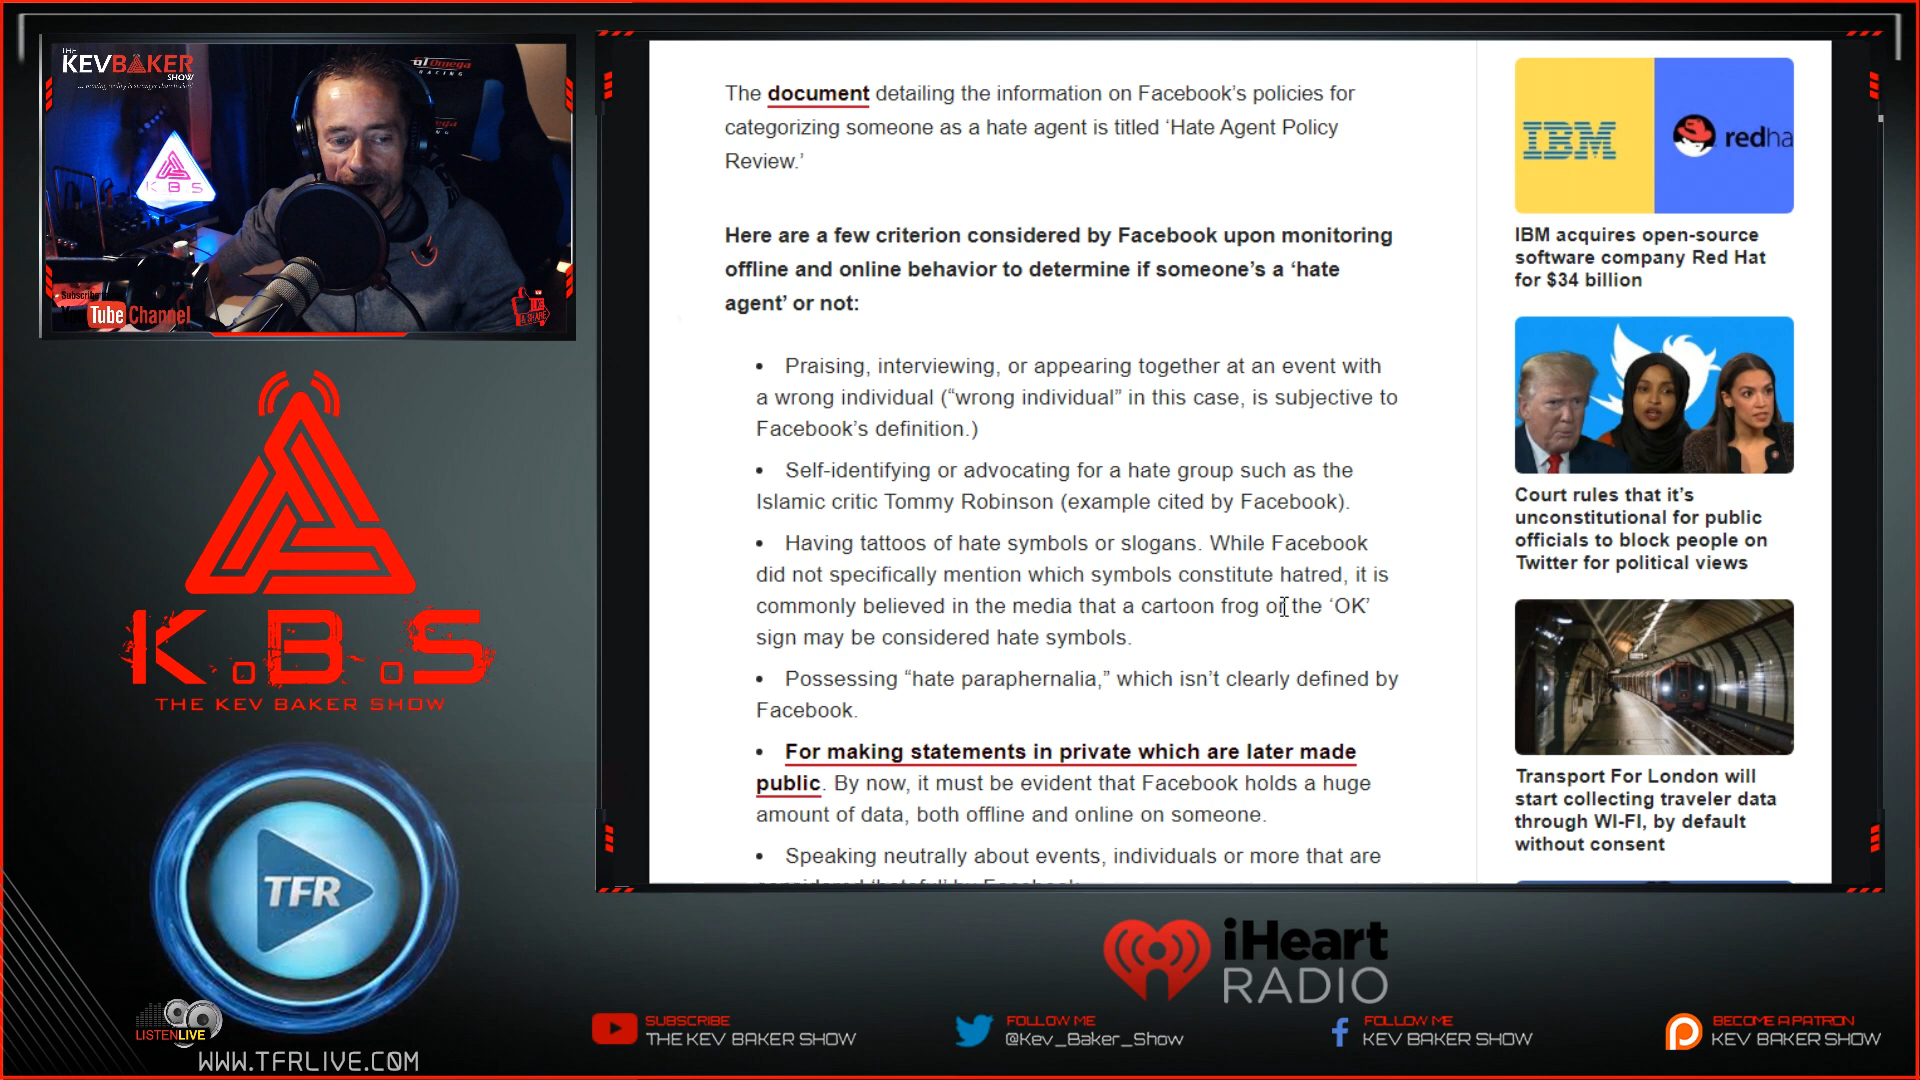 THE
KEVBAKER
SHOW
Omega
RACING
K.B.S
Subscribe
YouTube Channel
& SHARE
The document detailing the information on Facebook’s policies for
categorizing someone as a hate agent is titled ‘Hate Agent Policy
Review.’
Here are a few criterion considered by Facebook upon monitoring
offline and online behavior to determine if someone’s a ‘hate
agent’ or not:
• Praising, interviewing, or appearing together at an event with
a wrong individual (“wrong individual” in this case, is subjective to
Facebook’s definition.)
• Self-identifying or advocating for a hate group such as the
Islamic critic Tommy Robinson (example cited by Facebook).
• Having tattoos of hate symbols or slogans. While Facebook
did not specifically mention which symbols constitute hatred, it is
commonly believed in the media that a cartoon frog or the ‘OK’
sign may be considered hate symbols.
• Possessing “hate paraphernalia,” which isn’t clearly defined by
Facebook.
• For making statements in private which are later made
public. By now, it must be evident that Facebook holds a huge
amount of data, both offline and online on someone.
• Speaking neutrally about events, individuals or more that are
IBM
redha
IBM acquires open-source
software company Red Hat
for $34 billion
Court rules that it’s
unconstitutional for public
officials to block people on
Twitter for political views
Transport For London will
start collecting traveler data
through WI-FI, by default
without consent
K.B.S
THE KEV BAKER SHOW
TFR
LISTENLIVE
WWW.TFRLIVE.COM
iHeart
RADIO
SUBSCRIBE
THE KEV BAKER SHOW
FOLLOW ME
@Kev_Baker_Show
FOLLOW ME
KEV BAKER SHOW
BECOME A PATRON
KEV BAKER SHOW